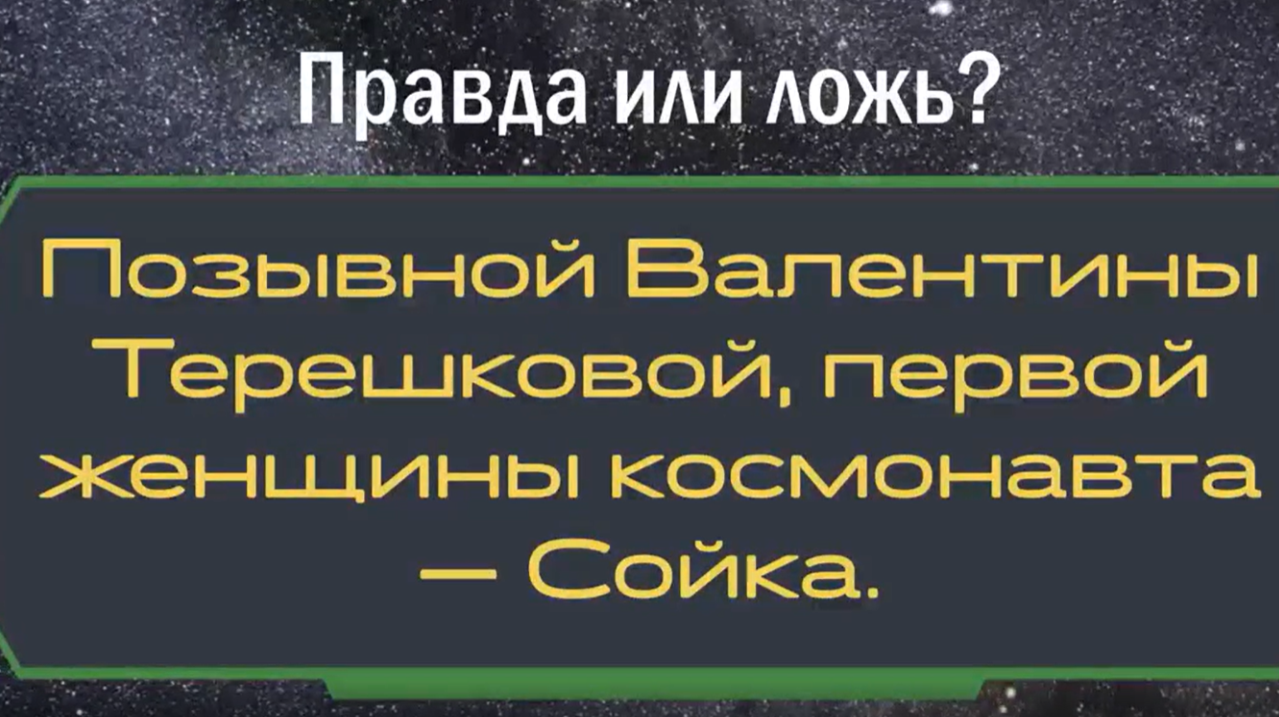 Правда или ложь?
Позывной Валентины
Терешковой, первой
женщины космонавта
— Сойка.